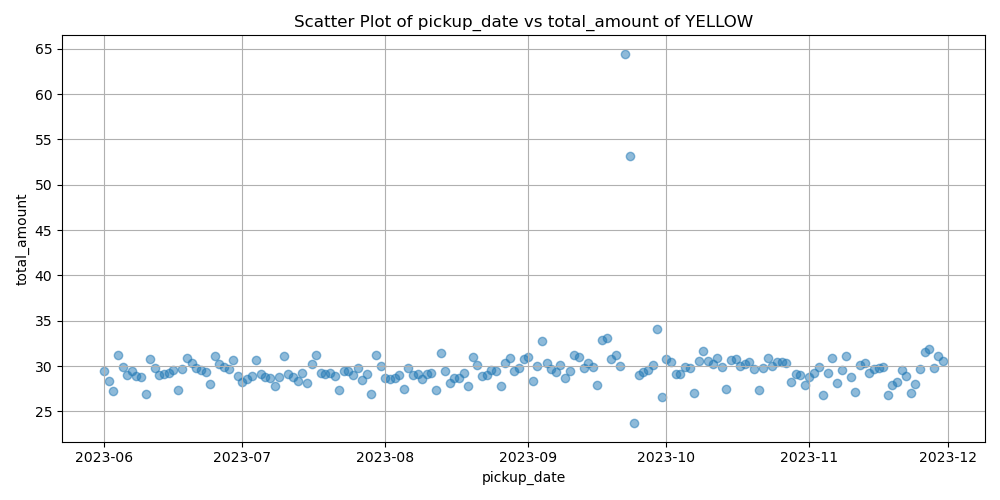 Scatter Plot of pickup_date vs total_amount of YELLOW
65
60
55
50
45
40
35
30
25
total_amount
2023-06 2023-07 2023-08 2023-09 2023-10 2023-11 2023-12
pickup_date